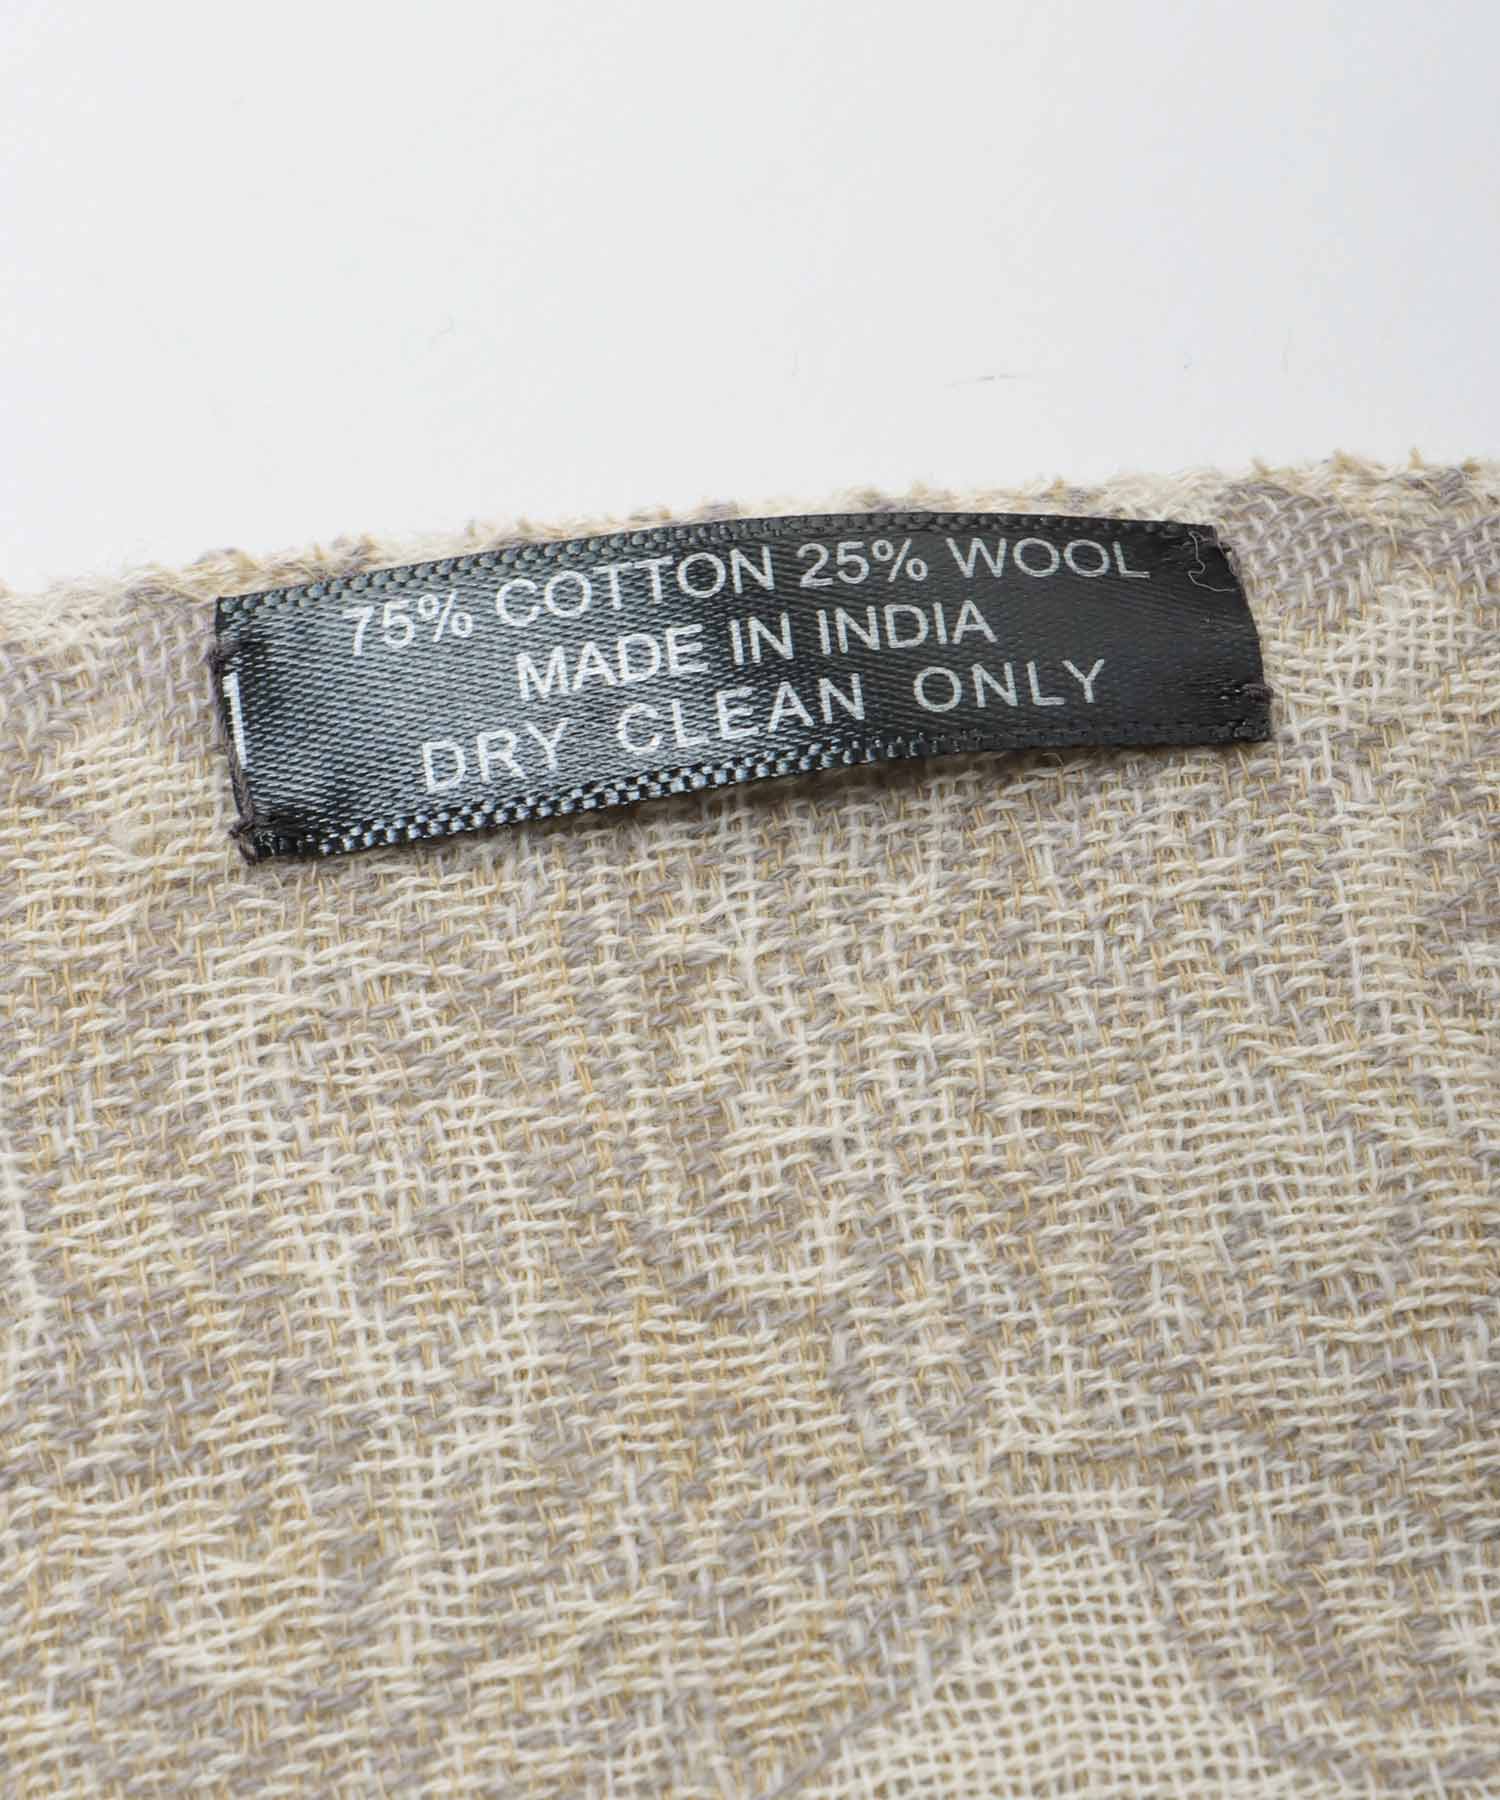 75% COTTON 25% WOOL
MADE IN INDIA
DRY CLEAN ONLY